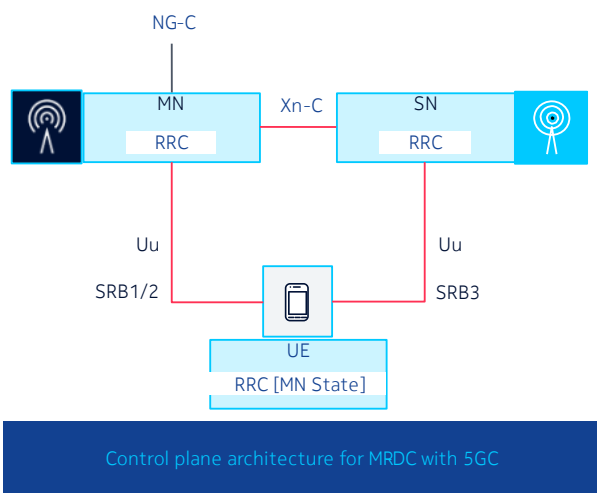 NG-C
MN
Xn-C
SN
RRC
RRC
Uu
Uu
SRB1/2
SRB3
UE
RRC [MN State]
Control plane architecture for MRDC with 5GC